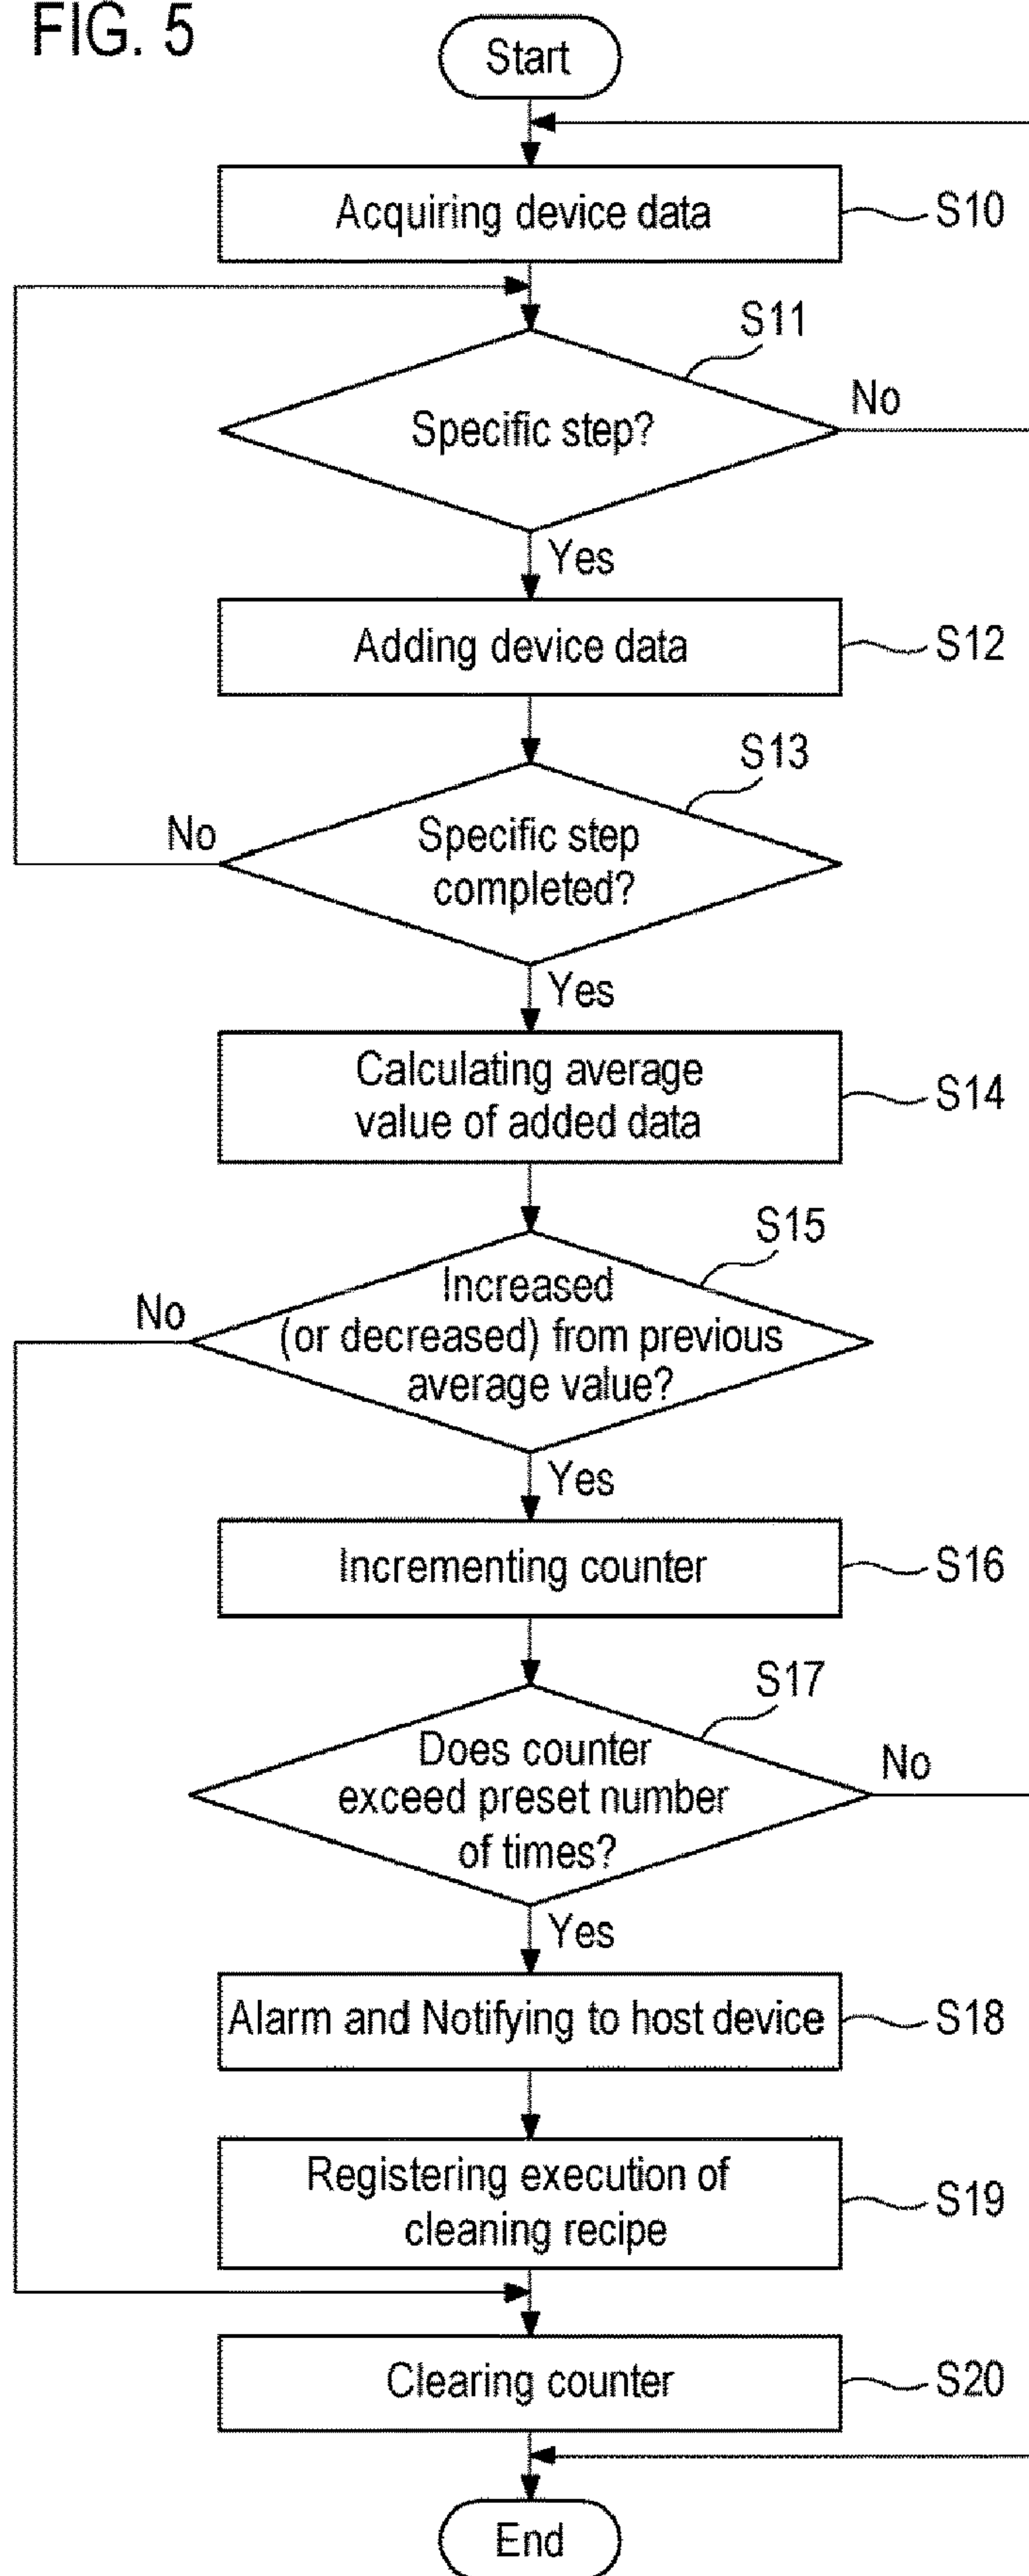 FIG. 5
Start
Acquiring device data
S10
S11
Specific step?
No
Yes
Adding device data
S12
S13
Specific step
completed?
No
Yes
Calculating average
value of added data
S14
S15
Increased
(or decreased) from previous
average value?
No
Yes
Incrementing counter
S16
S17
Does counter
exceed preset number
of times?
No
Yes
Alarm and Notifying to host device
S18
Registering execution of
cleaning recipe
S19
Clearing counter
S20
End